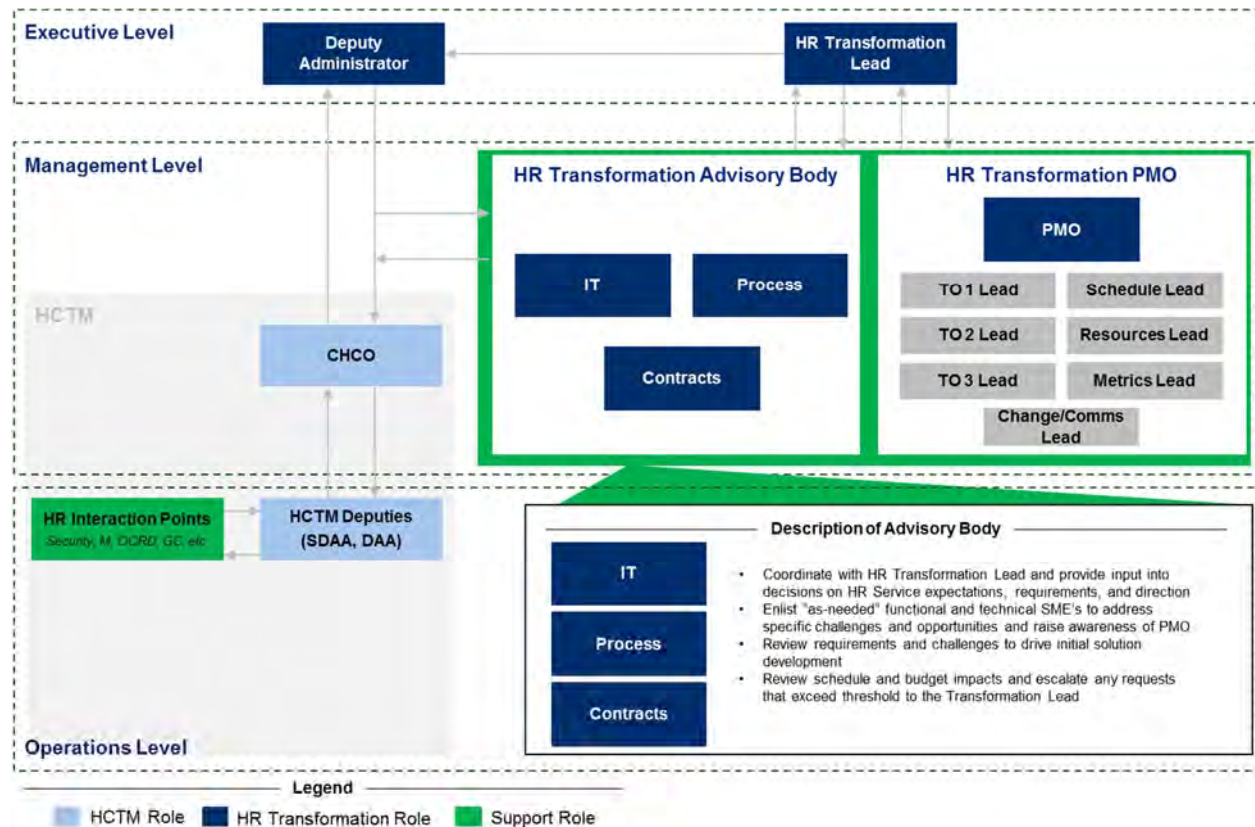 Executive Level
Deputy
Administrator
HR Transformation
Lead
Management Level
HR Transformation Advisory Body
IT
Process
Contracts
HR Transformation PMO
PMO
TO 1 Lead
Schedule Lead
TO 2 Lead
Resources Lead
TO 3 Lead
Metrics Lead
Change/Comms
Lead
HCTM
CHCO
HR Interaction Points
Security, M, OCRD, GC, etc
HCTM Deputies
(SDAA, DAA)
Operations Level
Description of Advisory Body
IT
Process
Contracts
• Coordinate with HR Transformation Lead and provide input into
decisions on HR Service expectations, requirements, and direction
• Enlist "as-needed" functional and technical SME's to address
specific challenges and opportunities and raise awareness of PMO
• Review requirements and challenges to drive initial solution
development
• Review schedule and budget impacts and escalate any requests
that exceed threshold to the Transformation Lead
Legend
HCTM Role
HR Transformation Role
Support Role